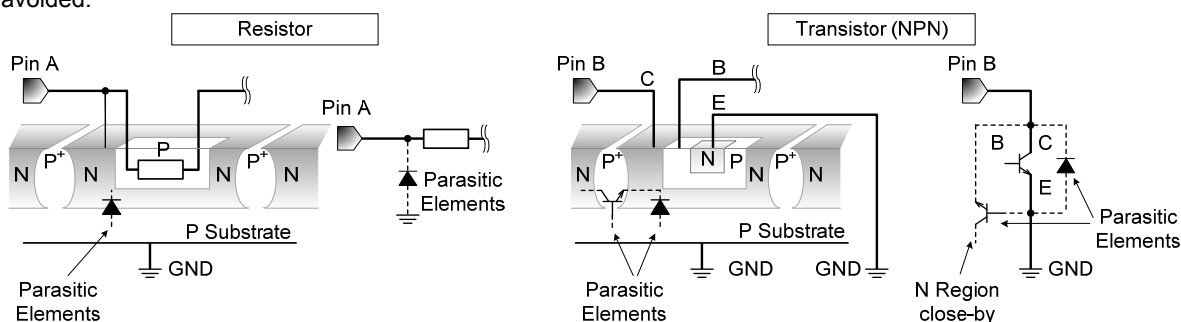 avoided.
Resistor
Transistor (NPN)
Pin A
Pin A
N
P+
N
P
N
P+
N
Parasitic
Elements
P Substrate
GND
Parasitic
Elements
Pin B
C
B
E
Pin B
N
P+
N
N
P
N
P+
N
P Substrate
GND
GND
Parasitic
Elements
B
C
E
Parasitic
Elements
GND
N Region
close-by